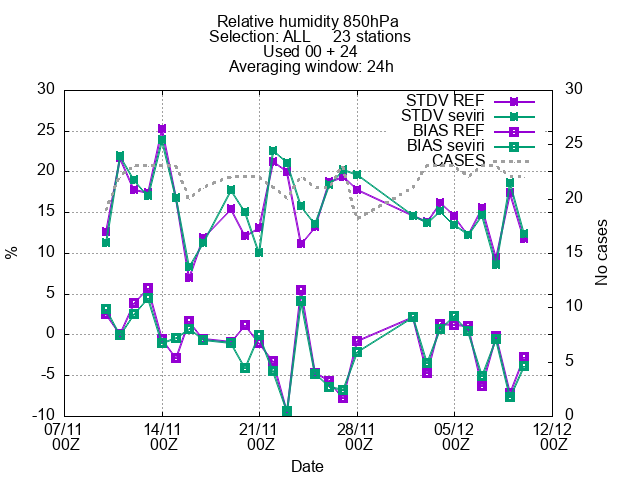 Relative humidity 850hPa
Selection: ALL 23 stations
Used 00 + 24
Averaging window: 24h
STDV REF
STDV seviri
BIAS REF
BIAS seviri
CASES
30
25
20
15
10
5
0
-5
-10
%
30
25
20
15
10
5
0
No cases
07/11 14/11 21/11 28/11 05/12 12/12
00Z 00Z 00Z 00Z 00Z 00Z
Date